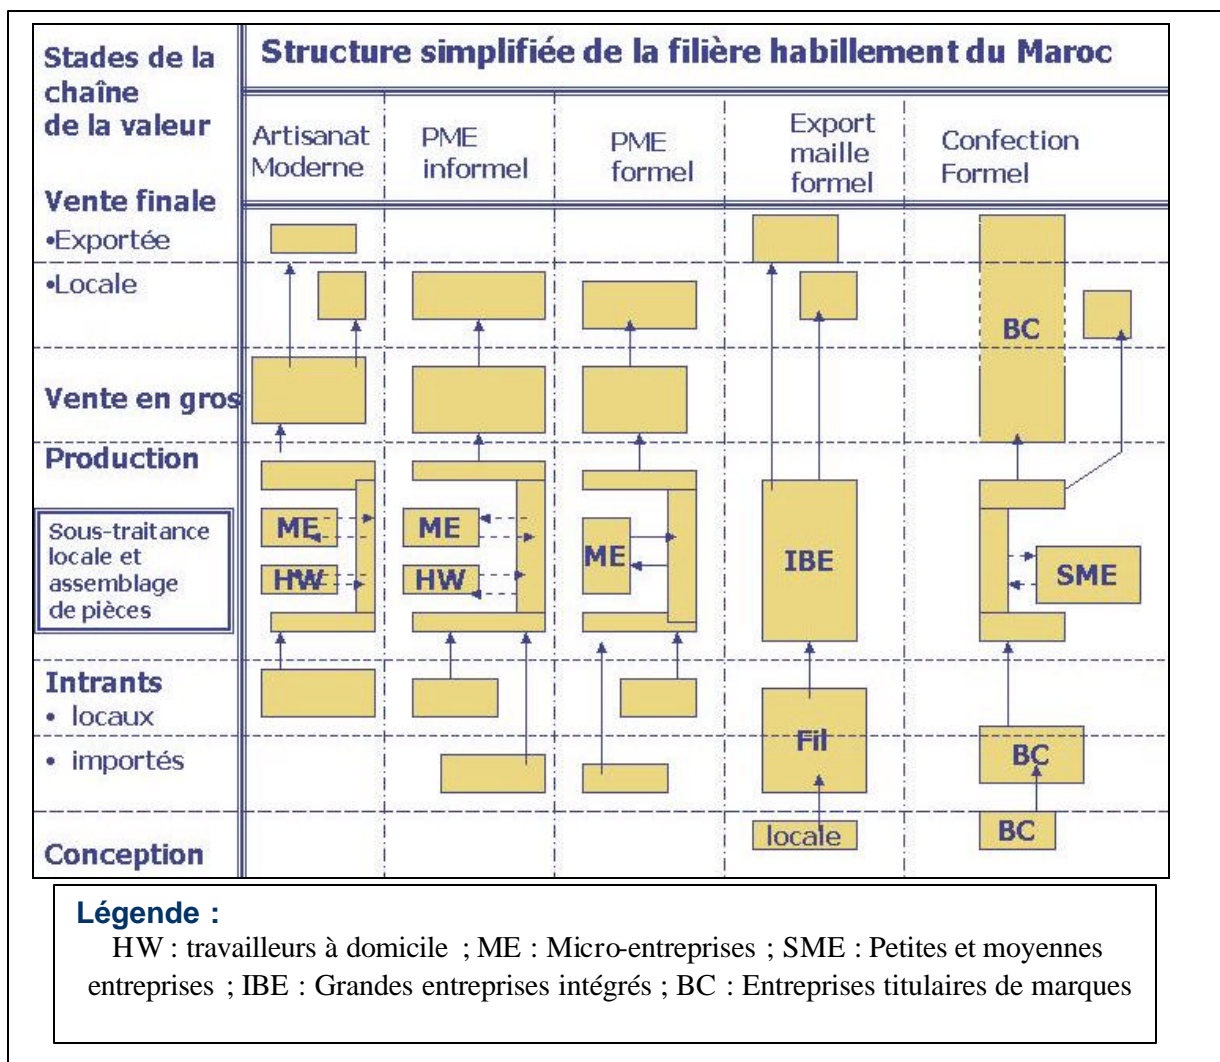 Stades de la
chaîne
de la valeur
Structure simplifiée de la filière habillement du Maroc
Artisanat
Moderne
PME
informel
PME
formel
Export
maille
formel
Confection
Formel
Vente finale
•Exportée
•Locale
BC
Vente en gros
Production
Sous-traitance
locale et
assemblage
de pièces
ME
HW
ME
HW
ME
IBE
SME
Intrants
• locaux
• importés
Fil
BC
Conception
locale
BC
Légende :
HW : travailleurs à domicile ; ME : Micro-entreprises ; SME : Petites et moyennes
entreprises ; IBE : Grandes entreprises intégrés ; BC : Entreprises titulaires de marques